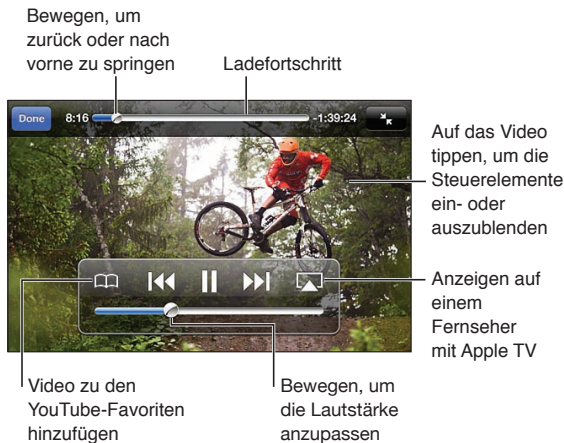 Bewegen, um
zurück oder nach
vorne zu springen
Ladefortschritt
Done
8:16
-1:39:24
Auf das Video
tippen, um die
Steuerelemente
ein- oder
auszublenden
Anzeigen auf
einem
Fernseher
mit Apple TV
Video zu den
YouTube-Favoriten
hinzufügen
Bewegen, um
die Lautstärke
anzupassen